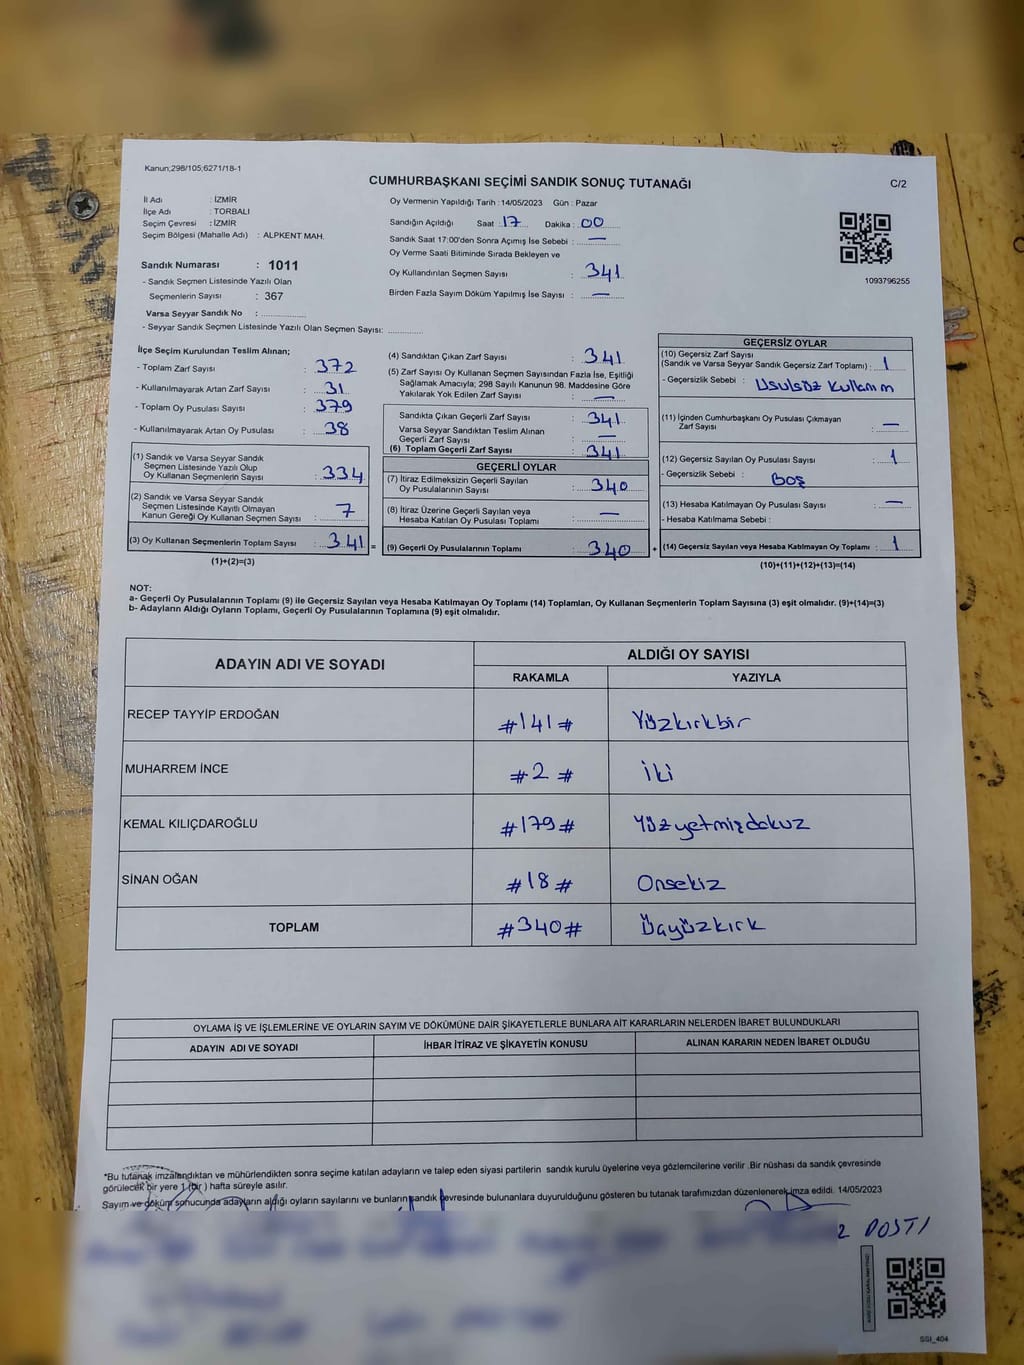 Kanun;298/105;6271/18-1
CUMHURBAŞKANI SEÇİMİ SANDIK SONUÇ TUTANAĞI
C/2
İl Adı : İZMİR
İlçe Adı : TORBALI
Seçim Çevresi : İZMİR
Seçim Bölgesi (Mahalle Adı) : ALPKENT MAH.
Sandık Numarası : 1011
- Sandık Seçmen Listesinde Yazılı Olan
Seçmenlerin Sayısı : 367
Varsa Seyyar Sandık No :
- Seyyar Sandık Seçmen Listesinde Yazılı Olan Seçmen Sayısı:
Oy Vermenin Yapıldığı Tarih : 14/05/2023 Gün : Pazar
Sandığın Açıldığı Saat 17 Dakika : 00
Sandık Saat 17:00'den Sonra Açımış İse Sebebi : —
Oy Verme Saati Bitiminde Sırada Bekleyen ve
Oy Kullandırılan Seçmen Sayısı : 341
Birden Fazla Sayım Döküm Yapılmış İse Sayısı : —
1093796255
İlçe Seçim Kurulundan Teslim Alınan;
- Toplam Zarf Sayısı : 372
- Kullanılmayarak Artan Zarf Sayısı : 31
- Toplam Oy Pusulası Sayısı : 379
- Kullanılmayarak Artan Oy Pusulası : 38
(1) Sandık ve Varsa Seyyar Sandık
Seçmen Listesinde Yazılı Olup
Oy Kullanan Seçmenlerin Sayısı : 334
(2) Sandık ve Varsa Seyyar Sandık
Seçmen Listesinde Kayıtlı Olmayan
Kanun Gereği Oy Kullanan Seçmen Sayısı : 7
(3) Oy Kullanan Seçmenlerin Toplam Sayısı : 341 =
(1)+(2)=(3)
(4) Sandıktan Çıkan Zarf Sayısı : 341
(5) Zarf Sayısı Oy Kullanan Seçmen Sayısından Fazla İse, Eşitliği
Sağlamak Amacıyla; 298 Sayılı Kanunun 98. Maddesine Göre
Yakılarak Yok Edilen Zarf Sayısı : —
Sandıkta Çıkan Geçerli Zarf Sayısı : 341
Varsa Seyyar Sandıktan Teslim Alınan
Geçerli Zarf Sayısı : —
(6) Toplam Geçerli Zarf Sayısı : 341
GEÇERLİ OYLAR
(7) İtiraz Edilmeksizin Geçerli Sayılan
Oy Pusulalarının Sayısı : 340
(8) İtiraz Üzerine Geçerli Sayılan veya
Hesaba Katılan Oy Pusulası Toplamı : —
(9) Geçerli Oy Pusulalarının Toplamı : 340 +
GEÇERSİZ OYLAR
(10) Geçersiz Zarf Sayısı
(Sandık ve Varsa Seyyar Sandık Geçersiz Zarf Toplamı) : 1
- Geçersizlik Sebebi : Usulsüz Kullanım
(11) İçinden Cumhurbaşkanı Oy Pusulası Çıkmayan
Zarf Sayısı : —
(12) Geçersiz Sayılan Oy Pusulası Sayısı : 1
- Geçersizlik Sebebi : Boş
(13) Hesaba Katılmayan Oy Pusulası Sayısı : —
- Hesaba Katılmama Sebebi :
(14) Geçersiz Sayılan veya Hesaba Katılmayan Oy Toplamı : 1
(10)+(11)+(12)+(13)=(14)
NOT:
a- Geçerli Oy Pusulalarının Toplamı (9) ile Geçersiz Sayılan veya Hesaba Katılmayan Oy Toplamı (14) Toplamları, Oy Kullanan Seçmenlerin Toplam Sayısına (3) eşit olmalıdır. (9)+(14)=(3)
b- Adayların Aldığı Oyların Toplamı, Geçerli Oy Pusulalarının Toplamına (9) eşit olmalıdır.
ADAYIN ADI VE SOYADI ALDIĞI OY SAYISI
RAKAMLA YAZIYLA
RECEP TAYYİP ERDOĞAN #141# Yüzkırkbir
MUHARREM İNCE #2# İki
KEMAL KILIÇDAROĞLU #179# Yüzyetmişdokuz
SİNAN OĞAN #18# Onsekiz
TOPLAM #340# Üçyüzkırk
OYLAMA İŞ VE İŞLEMLERİNE VE OYLARIN SAYIM VE DÖKÜMÜNE DAİR ŞİKAYETLERLE BUNLARA AİT KARARLARIN NELERDEN İBARET BULUNDUKLARI
ADAYIN ADI VE SOYADI İHBAR İTİRAZ VE ŞİKAYETİN KONUSU ALINAN KARARIN NEDEN İBARET OLDUĞU
*Bu tutanak imzalandıktan ve mühürlendikten sonra seçime katılan adayların ve talep eden siyasi partilerin sandık kurulu üyelerine veya gözlemcilerine verilir .Bir nüshası da sandık çevresinde
görülecek bir yere 1 (bir ) hafta süreyle asılır.
Sayım ve döküm sonucunda adayların aldığı oyların sayılarını ve bunların sandık çevresinde bulunanlara duyurulduğunu gösteren bu tutanak tarafımızdan düzenlenerek imza edildi. 14/05/2023
POSTI
SSI_404